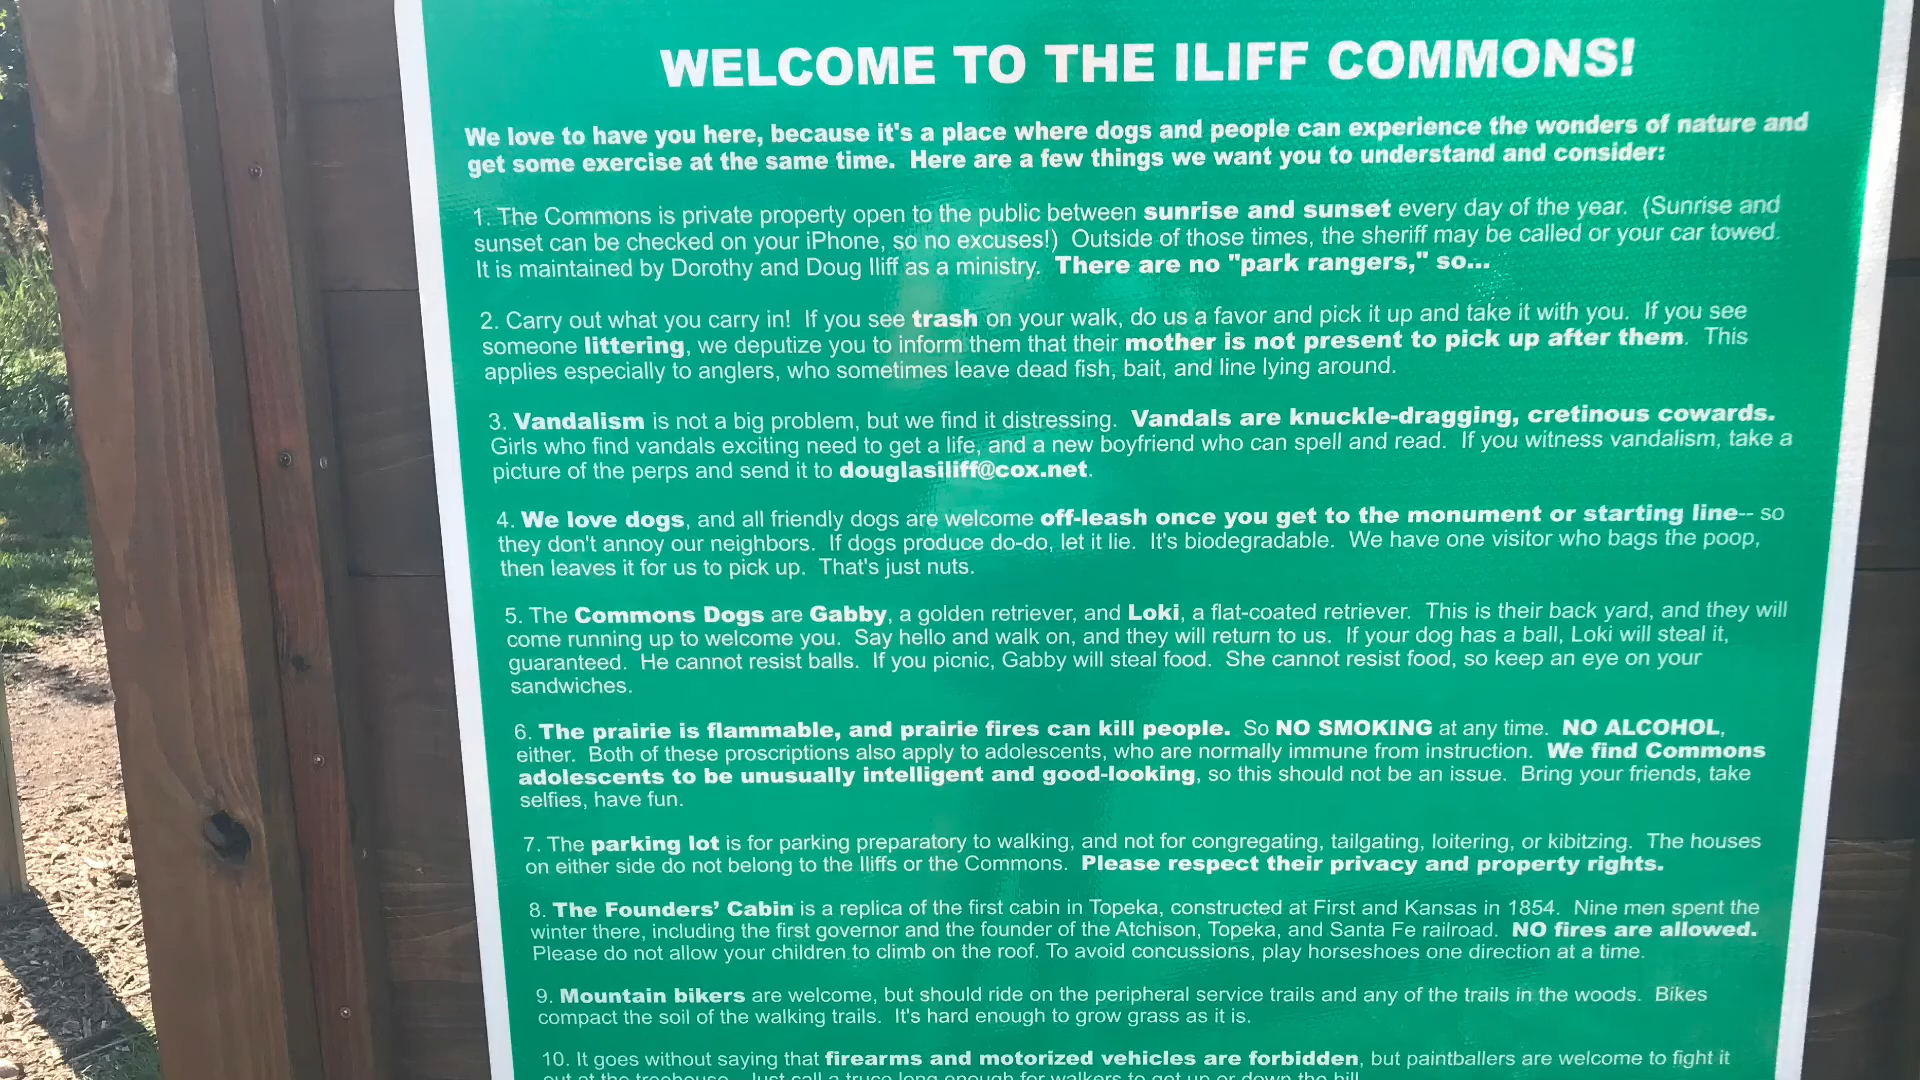 WELCOME TO THE ILIFF COMMONS!
We love to have you here, because it's a place where dogs and people can experience the wonders of nature and
get some exercise at the same time. Here are a few things we want you to understand and consider:
1. The Commons is private property open to the public between sunrise and sunset every day of the year. (Sunrise and
sunset can be checked on your iPhone, so no excuses!) Outside of those times, the sheriff may be called or your car towed.
It is maintained by Dorothy and Doug Iliff as a ministry. There are no "park rangers," so...
2. Carry out what you carry in! If you see trash on your walk, do us a favor and pick it up and take it with you. If you see
someone littering, we deputize you to inform them that their mother is not present to pick up after them. This
applies especially to anglers, who sometimes leave dead fish, bait, and line lying around.
3. Vandalism is not a big problem, but we find it distressing. Vandals are knuckle-dragging, cretinous cowards.
Girls who find vandals exciting need to get a life, and a new boyfriend who can spell and read. If you witness vandalism, take a
picture of the perps and send it to douglasiliff@cox.net.
4. We love dogs, and all friendly dogs are welcome off-leash once you get to the monument or starting line-- so
they don't annoy our neighbors. If dogs produce do-do, let it lie. It's biodegradable. We have one visitor who bags the poop,
then leaves it for us to pick up. That's just nuts.
5. The Commons Dogs are Gabby, a golden retriever, and Loki, a flat-coated retriever. This is their back yard, and they will
come running up to welcome you. Say hello and walk on, and they will return to us. If your dog has a ball, Loki will steal it,
guaranteed. He cannot resist balls. If you picnic, Gabby will steal food. She cannot resist food, so keep an eye on your
sandwiches.
6. The prairie is flammable, and prairie fires can kill people. So NO SMOKING at any time. NO ALCOHOL,
either. Both of these proscriptions also apply to adolescents, who are normally immune from instruction. We find Commons
adolescents to be unusually intelligent and good-looking, so this should not be an issue. Bring your friends, take
selfies, have fun.
7. The parking lot is for parking preparatory to walking, and not for congregating, tailgating, loitering, or kibitzing. The houses
on either side do not belong to the Iliffs or the Commons. Please respect their privacy and property rights.
8. The Founders' Cabin is a replica of the first cabin in Topeka, constructed at First and Kansas in 1854. Nine men spent the
winter there, including the first governor and the founder of the Atchison, Topeka, and Santa Fe railroad. NO fires are allowed.
Please do not allow your children to climb on the roof. To avoid concussions, play horseshoes one direction at a time.
9. Mountain bikers are welcome, but should ride on the peripheral service trails and any of the trails in the woods. Bikes
compact the soil of the walking trails. It's hard enough to grow grass as it is.
10. It goes without saying that firearms and motorized vehicles are forbidden, but paintballers are welcome to fight it
out at the treehouse. Just call a truce long enough for walkers to get up or down the hill.